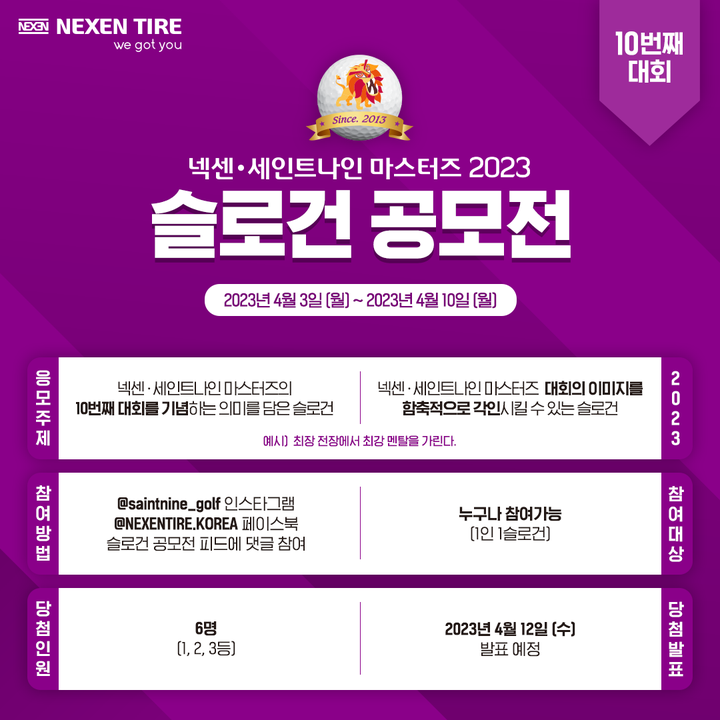 NEXEN NEXEN TIRE
we got you
10번째
대회
Since. 2013
넥센·세인트나인 마스터즈 2023
슬로건 공모전
2023년 4월 3일 (월) ~ 2023년 4월 10일 (월)
응모주제
넥센·세인트나인 마스터즈의
10번째 대회를 기념하는 의미를 담은 슬로건
넥센·세인트나인 마스터즈 대회의 이미지를
함축적으로 각인시킬 수 있는 슬로건
예시) 최장 전장에서 최강 멘탈을 가린다.
2023
참여방법
@saintnine_golf 인스타그램
@NEXENTIRE.KOREA 페이스북
슬로건 공모전 피드에 댓글 참여
누구나 참여가능
(1인 1슬로건)
참여대상
당첨인원
6명
(1, 2, 3등)
2023년 4월 12일 (수)
발표 예정
당첨발표